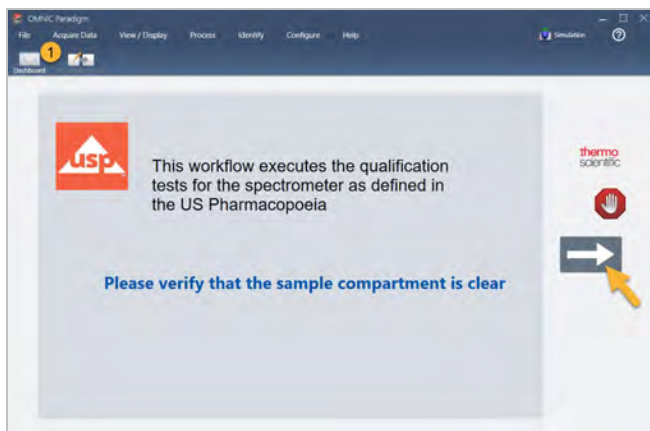 OMNIC Paradigm
File Acquire Data View / Display Process Identify Configure Help Simulation
1
Dashboard
usp
This workflow executes the qualification
tests for the spectrometer as defined in
the US Pharmacopoeia
thermo
scientific
Please verify that the sample compartment is clear